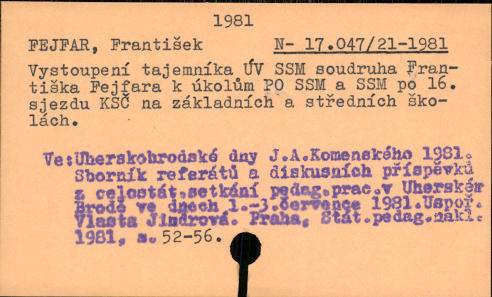 1981
FEJFAR, František N- 17.047/21-1981
Vystoupení tajemníka ÚV SSM soudruha Fran-
tiška Fejfara k úkolům PO SSM a SSM po 16.
sjezdu KSČ na základních a středních ško-
lách.
Ve:Uherskobrodské dny J.A.Komenského 1981.
Sborník referátů a diskusních příspěvků
z celostát.setkání pedag.prac.v Uherském
Brodě ve dnech 1.-3.července 1981.Uspoř.
Vlasta Jindrová. Praha, Stát.pedag.nakl.
1981, s. 52-56.